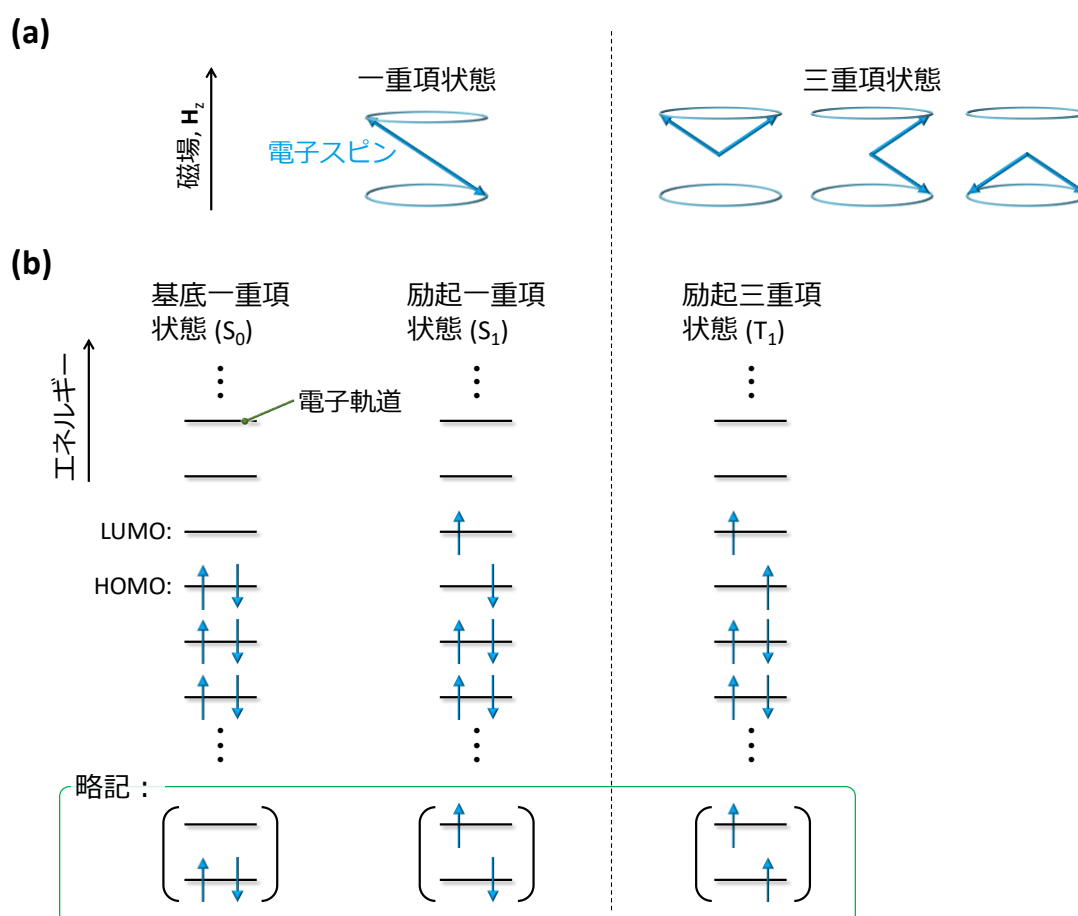 (a)
一重項状態
三重項状態
磁場, Hz
電子スピン
(b)
基底一重項
状態 (S0)
励起一重項
状態 (S1)
励起三重項
状態 (T1)
エネルギー
電子軌道
LUMO:
HOMO:
略記：